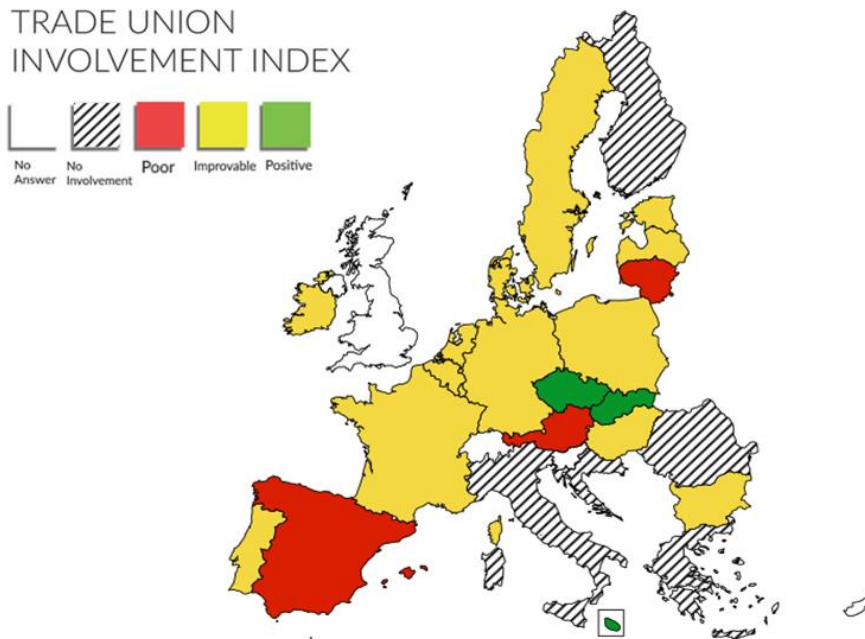 TRADE UNION
INVOLVEMENT INDEX
No
Answer
No
Involvement
Poor
Improvable
Positive